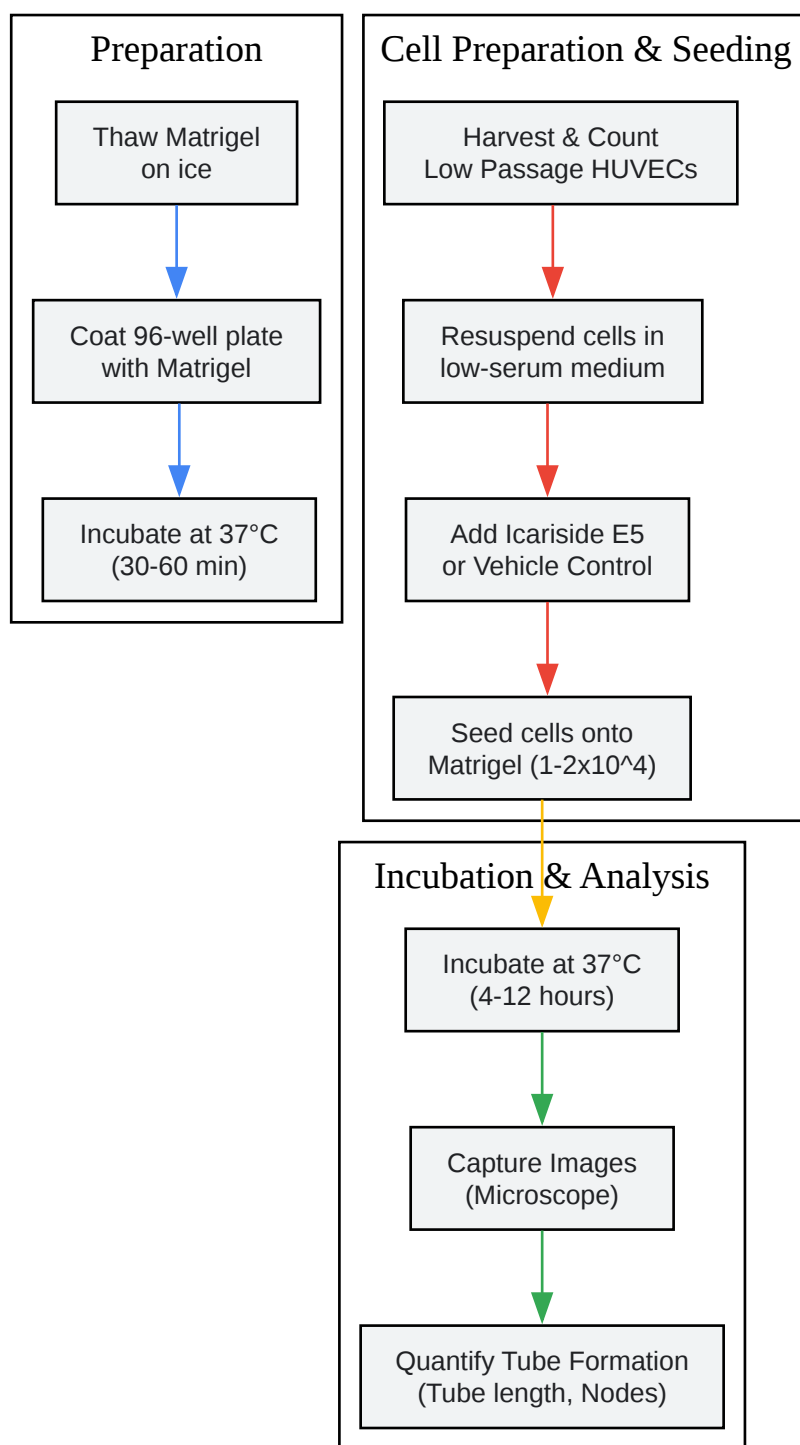 Preparation
Thaw Matrigel
on ice
Coat 96-well plate
with Matrigel
Incubate at 37°C
(30-60 min)
Cell Preparation & Seeding
Harvest & Count
Low Passage HUVECs
Resuspend cells in
low-serum medium
Add Icariside E5
or Vehicle Control
Seed cells onto
Matrigel (1-2x10^4)
Incubation & Analysis
Incubate at 37°C
(4-12 hours)
Capture Images
(Microscope)
Quantify Tube Formation
(Tube length, Nodes)